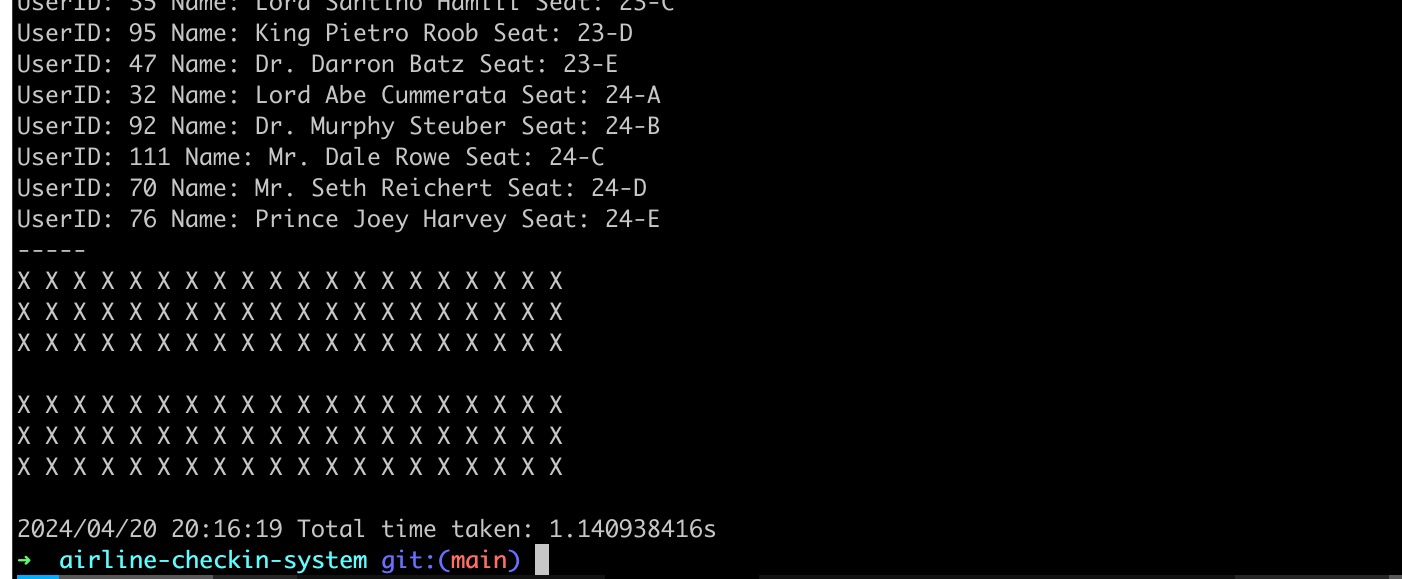 UserID: 35 Name: Lord Santino Hamill Seat: 23-C
UserID: 95 Name: King Pietro Roob Seat: 23-D
UserID: 47 Name: Dr. Darron Batz Seat: 23-E
UserID: 32 Name: Lord Abe Cummerata Seat: 24-A
UserID: 92 Name: Dr. Murphy Steuber Seat: 24-B
UserID: 111 Name: Mr. Dale Rowe Seat: 24-C
UserID: 70 Name: Mr. Seth Reichert Seat: 24-D
UserID: 76 Name: Prince Joey Harvey Seat: 24-E
-----
X X X X X X X X X X X X X X X X X X X X
X X X X X X X X X X X X X X X X X X X X
X X X X X X X X X X X X X X X X X X X X
X X X X X X X X X X X X X X X X X X X X
X X X X X X X X X X X X X X X X X X X X
X X X X X X X X X X X X X X X X X X X X
2024/04/20 20:16:19 Total time taken: 1.140938416s
→ airline-checkin-system git:(main)